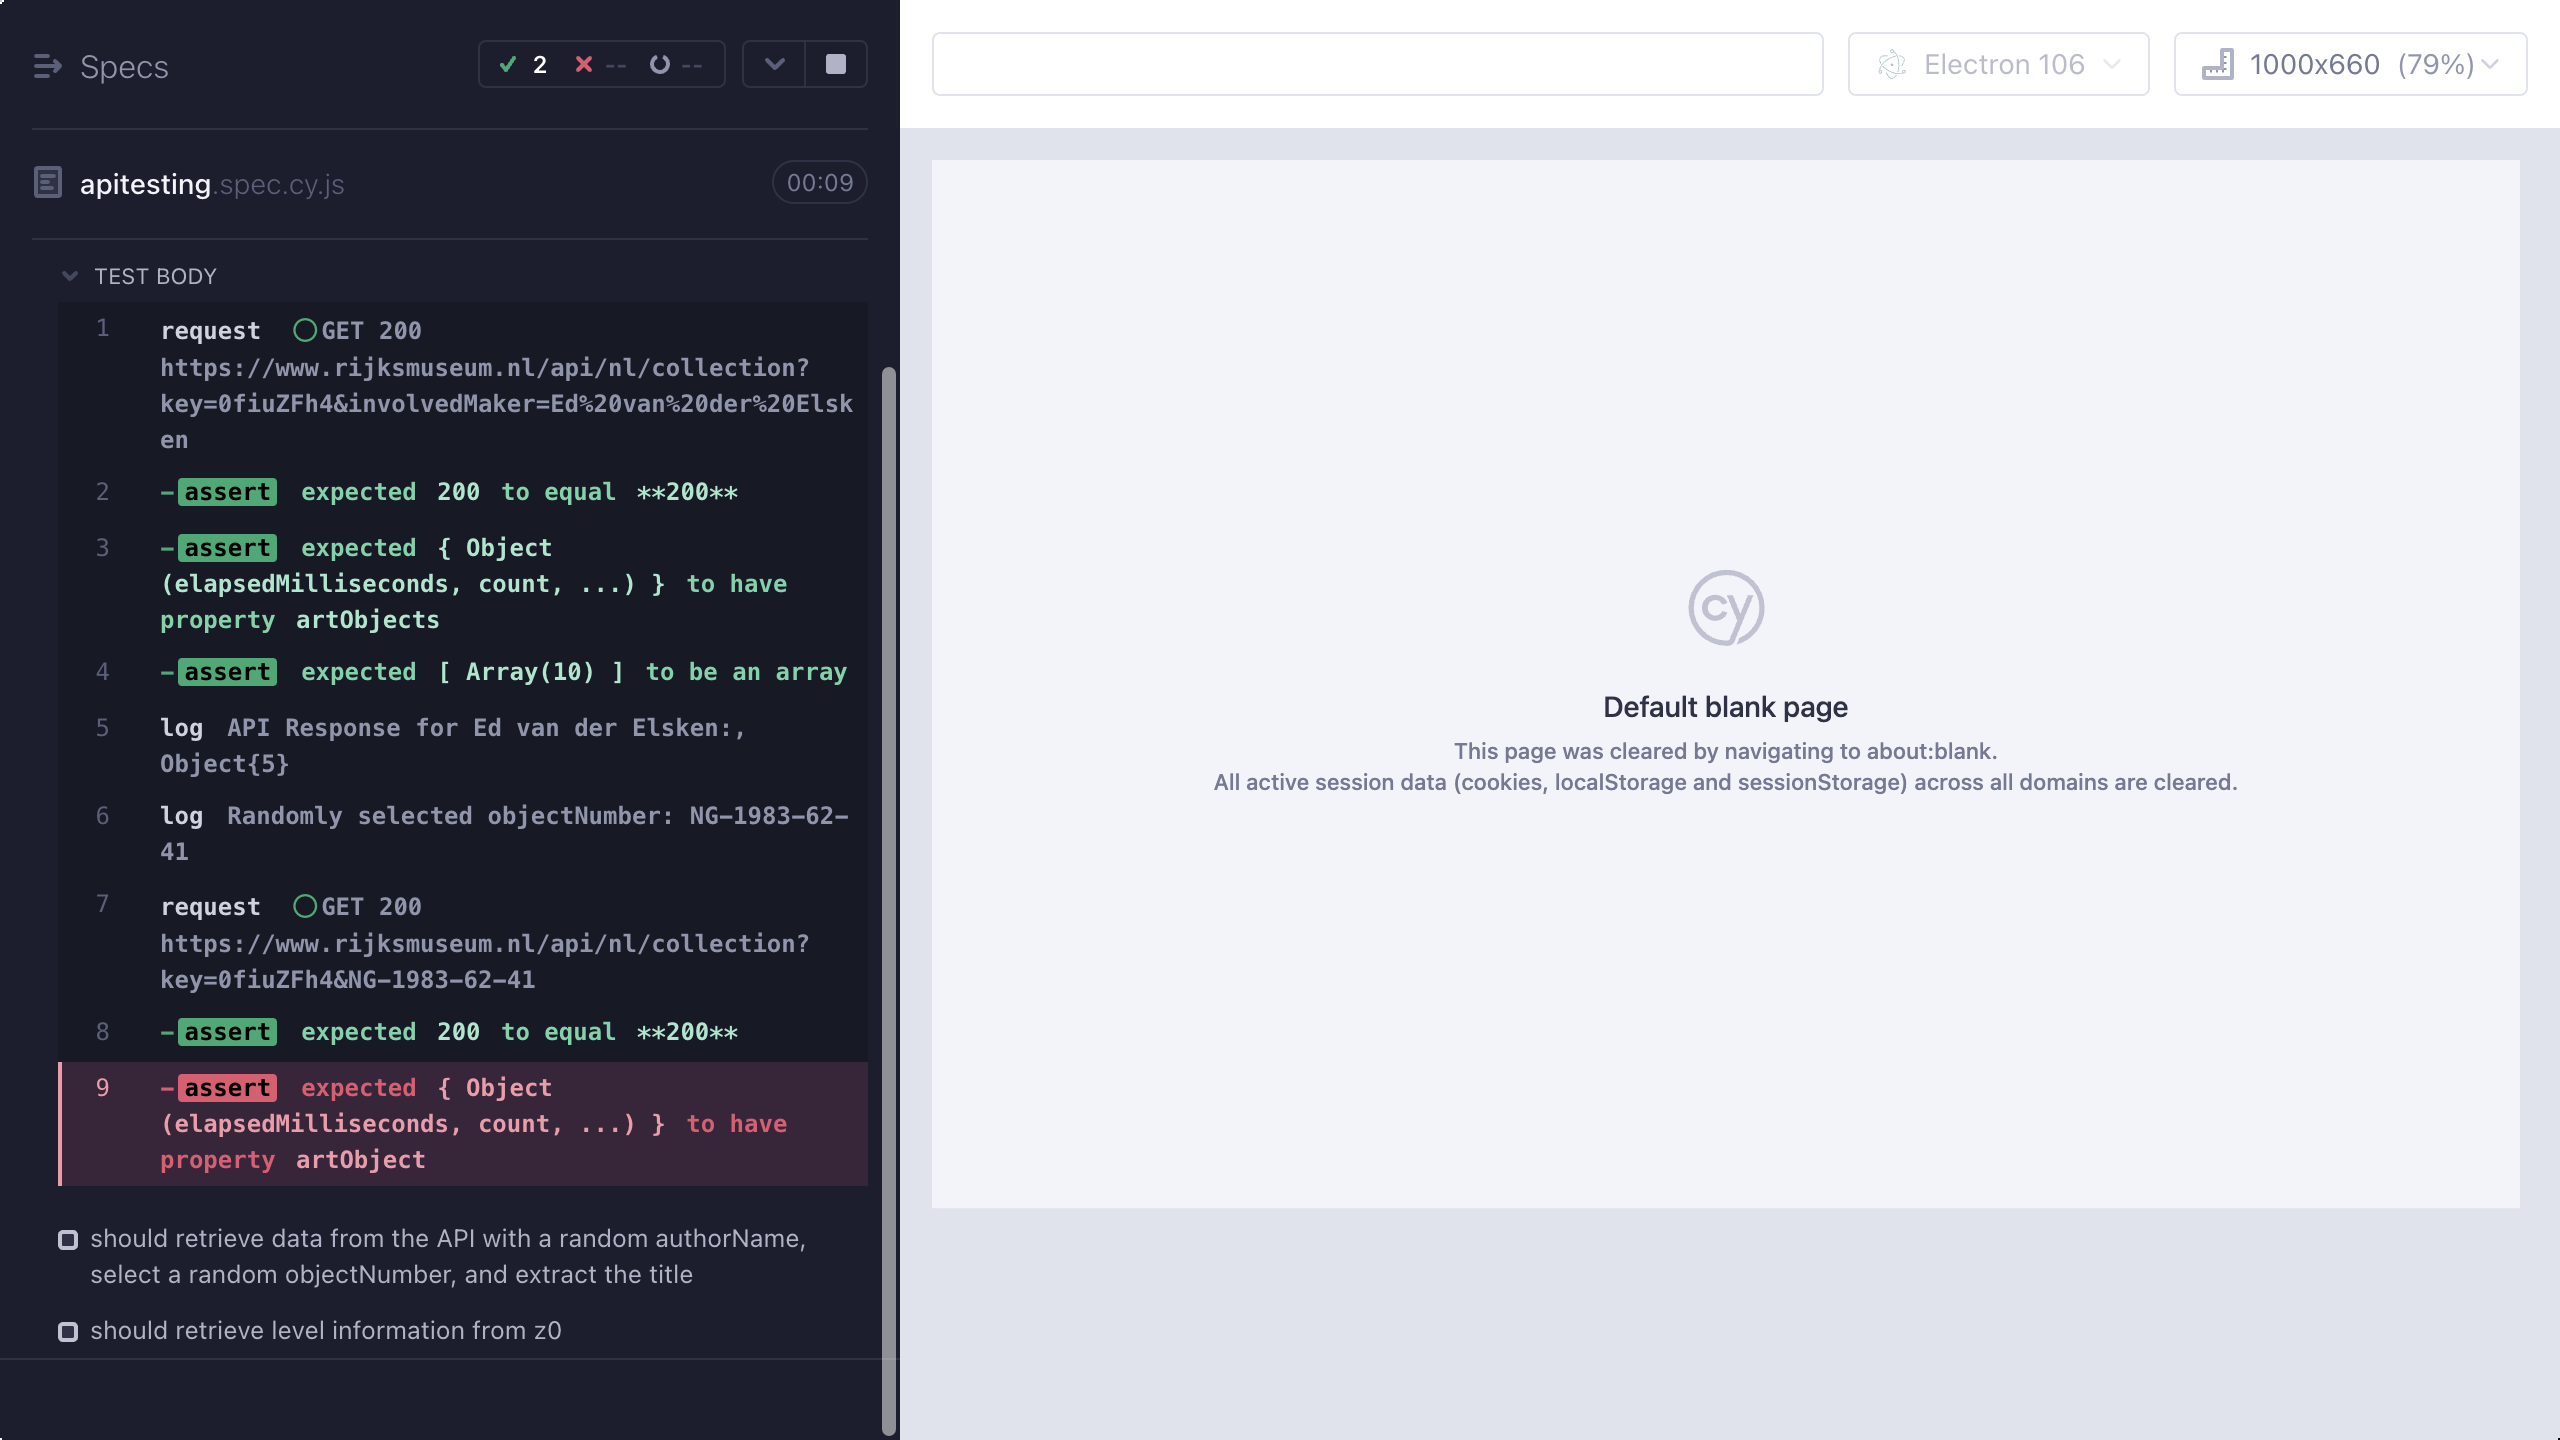 Specs
2
--
--
apitesting.spec.cy.js
00:09
TEST BODY
1 request GET 200
https://www.rijksmuseum.nl/api/nl/collection?
key=0fiuZFh4&involvedMaker=Ed%20van%20der%20Elsk
en
2 -assert expected 200 to equal **200**
3 -assert expected { Object
(elapsedMilliseconds, count, ...) } to have
property artObjects
4 -assert expected [ Array(10) ] to be an array
5 log API Response for Ed van der Elsken:,
Object{5}
6 log Randomly selected objectNumber: NG-1983-62-
41
7 request GET 200
https://www.rijksmuseum.nl/api/nl/collection?
key=0fiuZFh4&NG-1983-62-41
8 -assert expected 200 to equal **200**
9 -assert expected { Object
(elapsedMilliseconds, count, ...) } to have
property artObject
should retrieve data from the API with a random authorName,
select a random objectNumber, and extract the title
should retrieve level information from z0
Electron 106
1000x660 (79%)
cy
Default blank page
This page was cleared by navigating to about:blank.
All active session data (cookies, localStorage and sessionStorage) across all domains are cleared.